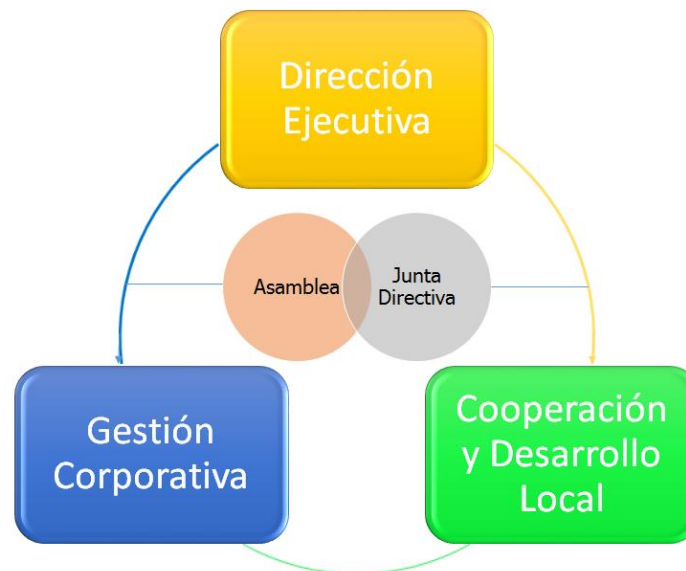 Dirección
Ejecutiva
Asamblea
Junta
Directiva
Gestión
Corporativa
Cooperación
y Desarrollo
Local